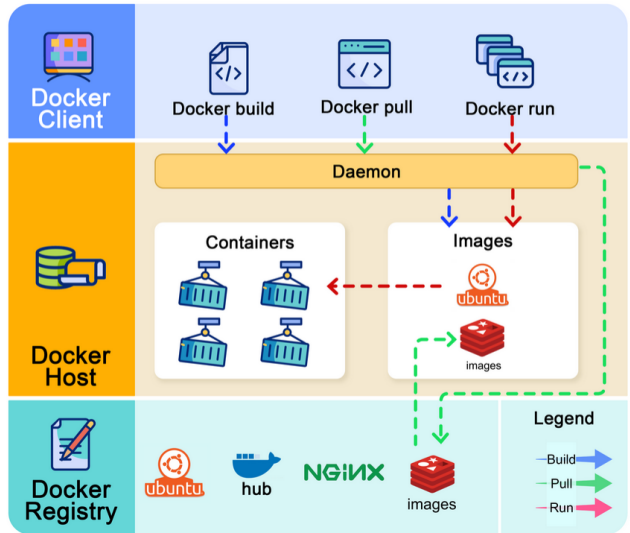 Docker
Client
Docker build
Docker pull
Docker run
Daemon
Docker
Host
Containers
Images
ubuntu
images
Docker
Registry
ubuntu
hub
NGINX
images
Legend
Build
Pull
Run